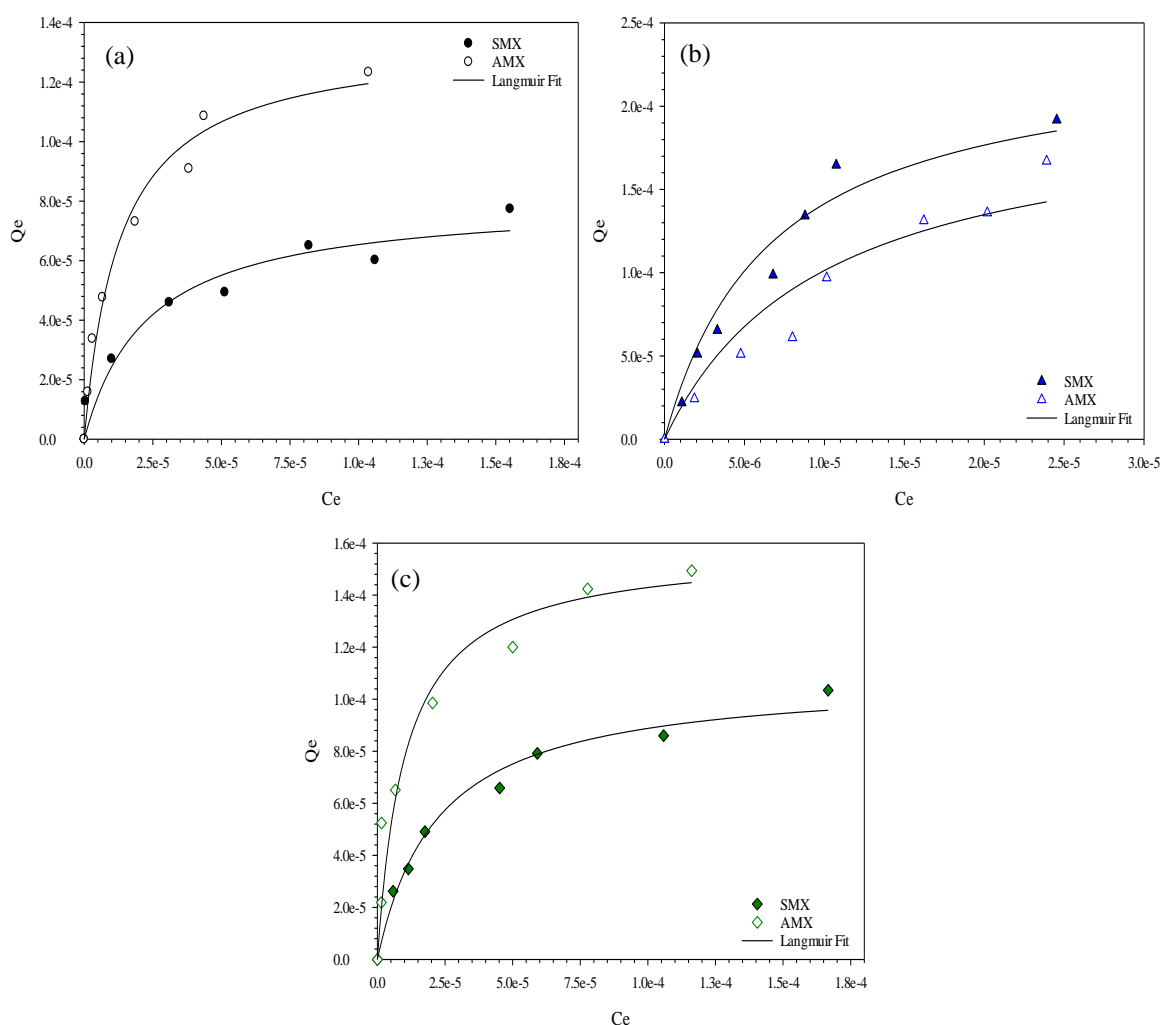 (a)
SMX
AMX
Langmuir Fit
1.4e-4
1.2e-4
1.0e-4
8.0e-5
6.0e-5
4.0e-5
2.0e-5
0.0
Qe
0.0 2.5e-5 5.0e-5 7.5e-5 1.0e-4 1.3e-4 1.5e-4 1.8e-4
Ce
(b)
2.5e-4
2.0e-4
1.5e-4
1.0e-4
5.0e-5
0.0
Qe
SMX
AMX
Langmuir Fit
0.0 5.0e-6 1.0e-5 1.5e-5 2.0e-5 2.5e-5 3.0e-5
Ce
(c)
1.6e-4
1.4e-4
1.2e-4
1.0e-4
8.0e-5
6.0e-5
4.0e-5
2.0e-5
0.0
Qe
SMX
AMX
Langmuir Fit
0.0 2.5e-5 5.0e-5 7.5e-5 1.0e-4 1.3e-4 1.5e-4 1.8e-4
Ce